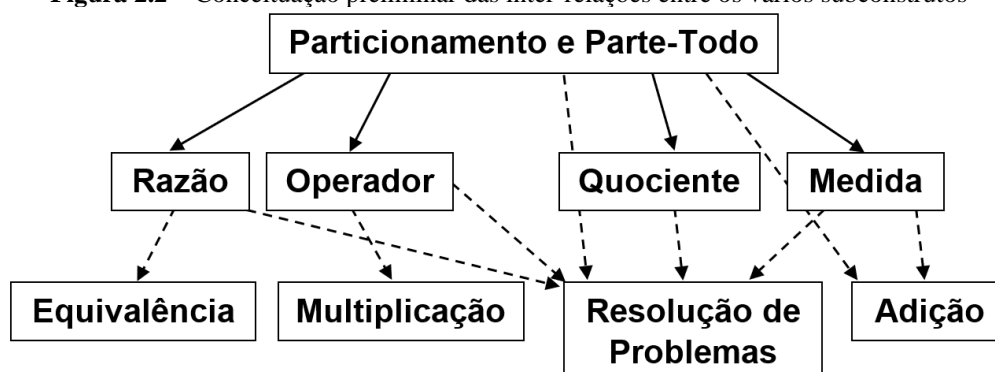 Figura 2.2 – Conceituação preliminar das inter-relações entre os vários subconstrutos
Particionamento e Parte-Todo
Razão
Operador
Quociente
Medida
Equivalência
Multiplicação
Resolução de
Problemas
Adição